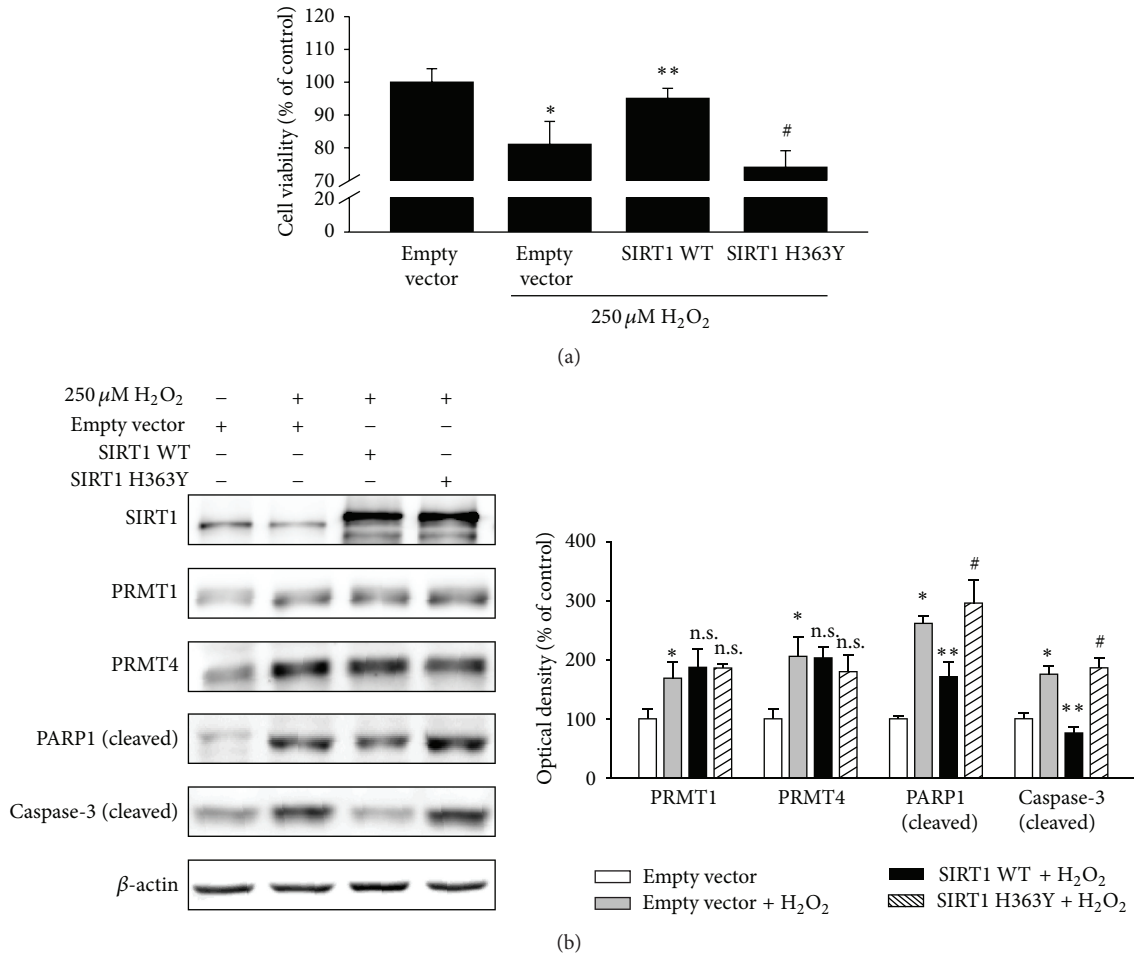 120
110
100
90
80
70
20
0
Cell viability (% of control)
*
**
#
Empty vector
Empty vector
SIRT1 WT
SIRT1 H363Y
250 μM H₂O₂
(a)
250 μM H₂O₂ − + + +
Empty vector + + − −
SIRT1 WT − − + −
SIRT1 H363Y − − − +
SIRT1
PRMT1
PRMT4
PARP1 (cleaved)
Caspase-3 (cleaved)
β-actin
400
300
200
100
0
Optical density (% of control)
* n.s. n.s.
* n.s. n.s.
* ** #
* ** #
PRMT1
PRMT4
PARP1 (cleaved)
Caspase-3 (cleaved)
Empty vector
Empty vector + H₂O₂
SIRT1 WT + H₂O₂
SIRT1 H363Y + H₂O₂
(b)